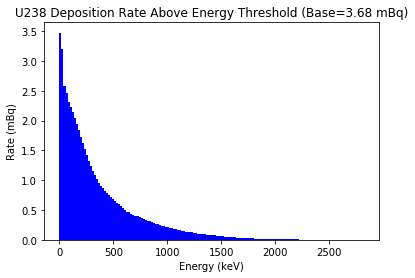 U238 Deposition Rate Above Energy Threshold (Base=3.68 mBq)
3.5
3.0
2.5
2.0
1.5
1.0
0.5
0.0
Rate (mBq)
0 500 1000 1500 2000 2500
Energy (keV)